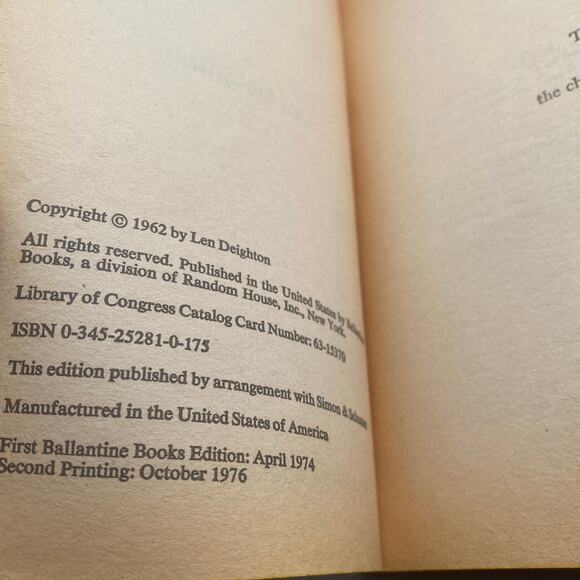 Copyright © 1962 by Len Deighton
All rights reserved. Published in the United States by Ballantine
Books, a division of Random House, Inc., New York.
Library of Congress Catalog Card Number: 63-15370
ISBN 0-345-25281-0-175
This edition published by arrangement with Simon & Schuster
Manufactured in the United States of America
First Ballantine Books Edition: April 1974
Second Printing: October 1976
the